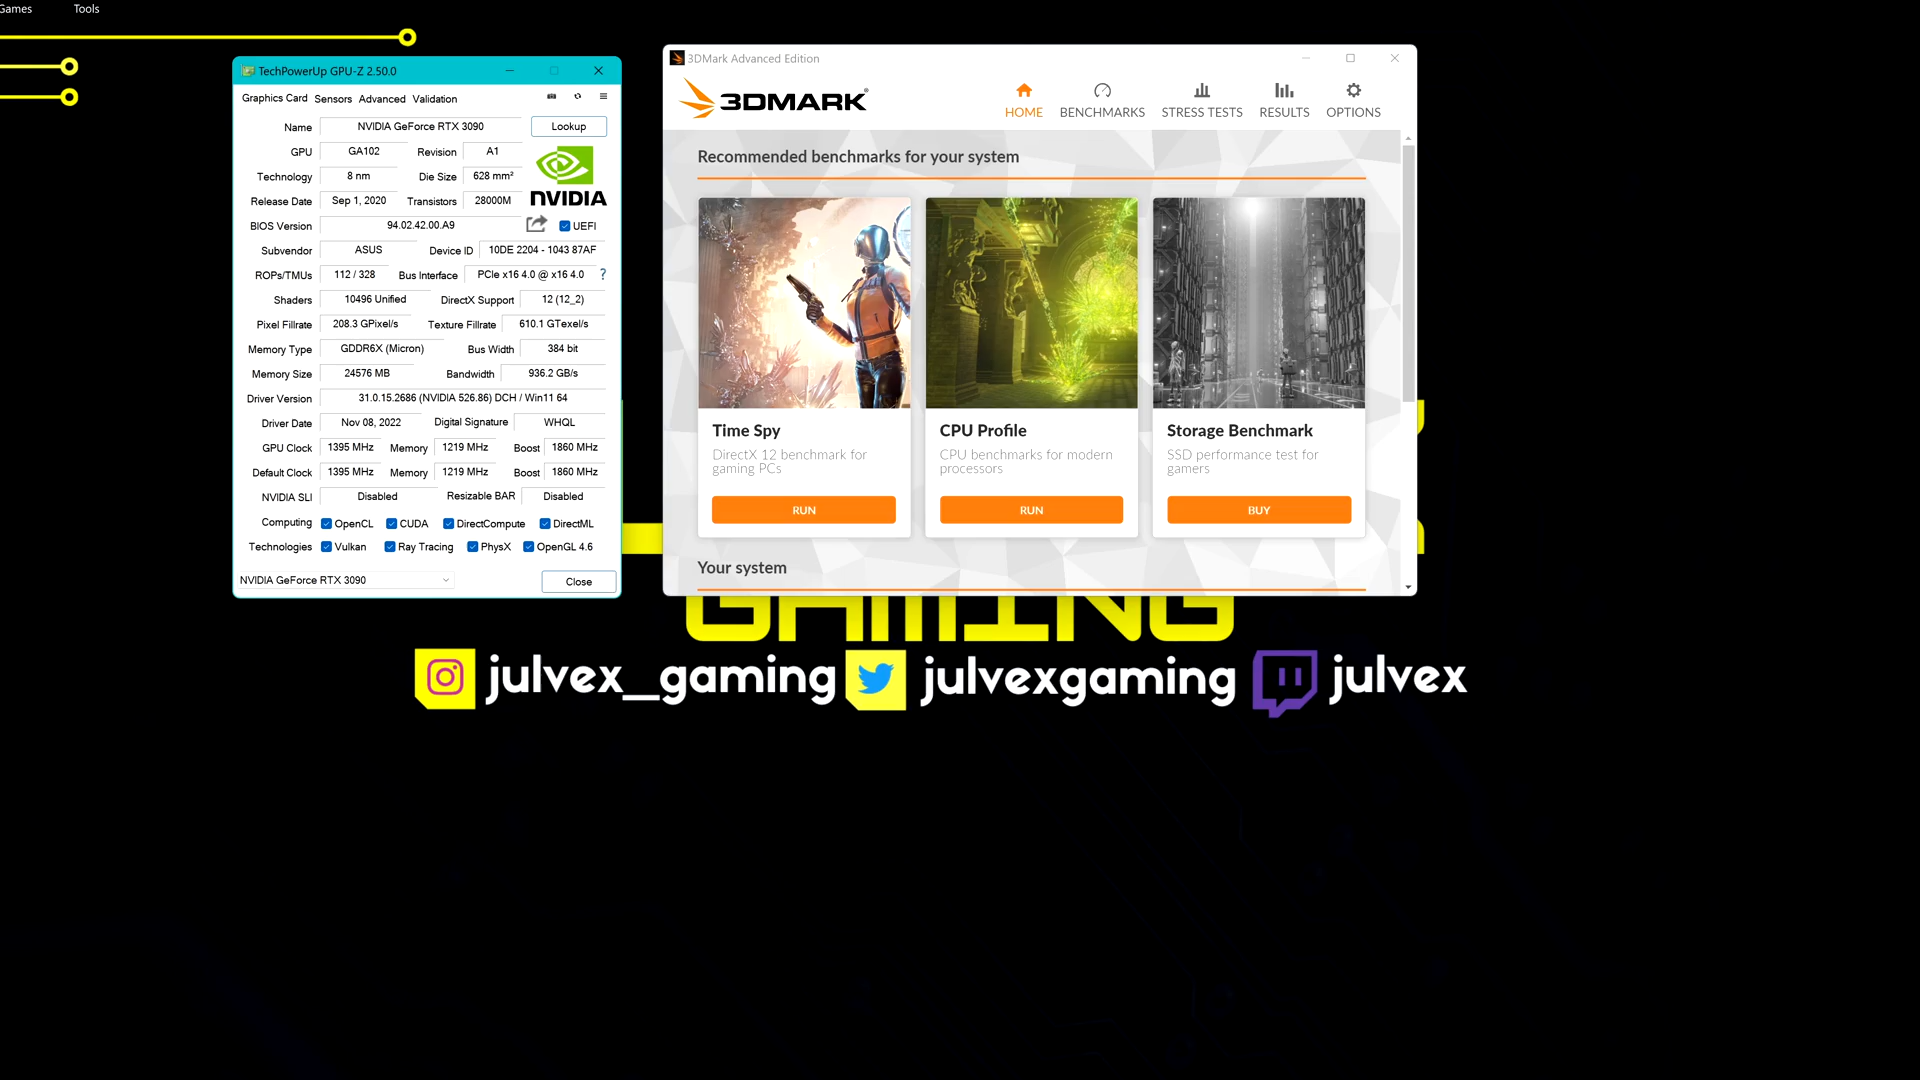 Games Tools
TechPowerUp GPU-Z 2.50.0
Graphics Card Sensors Advanced Validation
Name NVIDIA GeForce RTX 3090 Lookup
GPU GA102 Revision A1
Technology 8 nm Die Size 628 mm²
NVIDIA
Release Date Sep 1, 2020 Transistors 28000M
BIOS Version 94.02.42.00.A9 UEFI
Subvendor ASUS Device ID 10DE 2204 - 1043 87AF
ROPs/TMUs 112 / 328 Bus Interface PCIe x16 4.0 @ x16 4.0 ?
Shaders 10496 Unified DirectX Support 12 (12_2)
Pixel Fillrate 208.3 GPixel/s Texture Fillrate 610.1 GTexel/s
Memory Type GDDR6X (Micron) Bus Width 384 bit
Memory Size 24576 MB Bandwidth 936.2 GB/s
Driver Version 31.0.15.2686 (NVIDIA 526.86) DCH / Win11 64
Driver Date Nov 08, 2022 Digital Signature WHQL
GPU Clock 1395 MHz Memory 1219 MHz Boost 1860 MHz
Default Clock 1395 MHz Memory 1219 MHz Boost 1860 MHz
NVIDIA SLI Disabled Resizable BAR Disabled
Computing OpenCL CUDA DirectCompute DirectML
Technologies Vulkan Ray Tracing PhysX OpenGL 4.6
NVIDIA GeForce RTX 3090 Close
3DMark Advanced Edition
3DMARK®
HOME BENCHMARKS STRESS TESTS RESULTS OPTIONS
Recommended benchmarks for your system
Time Spy
DirectX 12 benchmark for
gaming PCs
RUN
CPU Profile
CPU benchmarks for modern
processors
RUN
Storage Benchmark
SSD performance test for
gamers
BUY
Your system
GAMING
julvex_gaming julvexgaming julvex